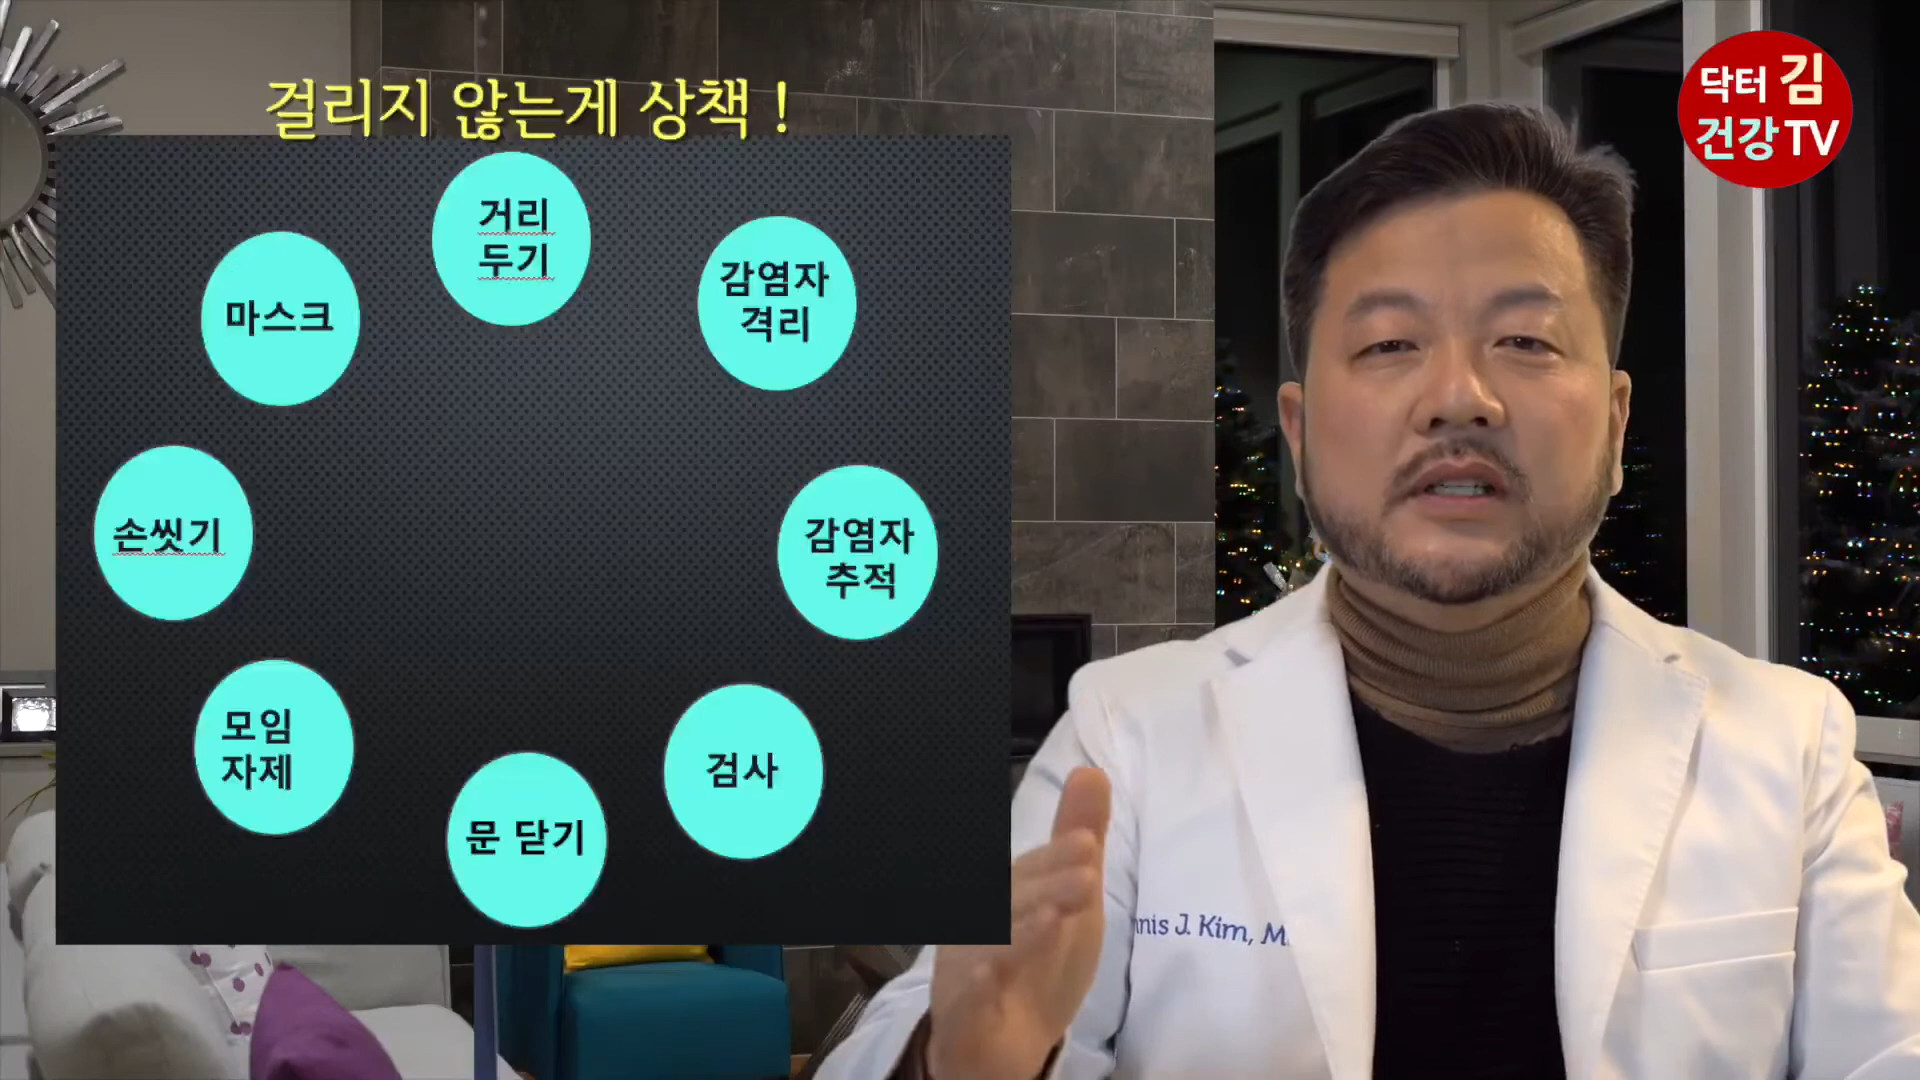 걸리지 않는게 상책 !
닥터 김
건강TV
거리
두기
감염자
격리
마스크
손씻기
감염자
추적
모임
자제
검사
문 닫기
nnis J. Kim, M.